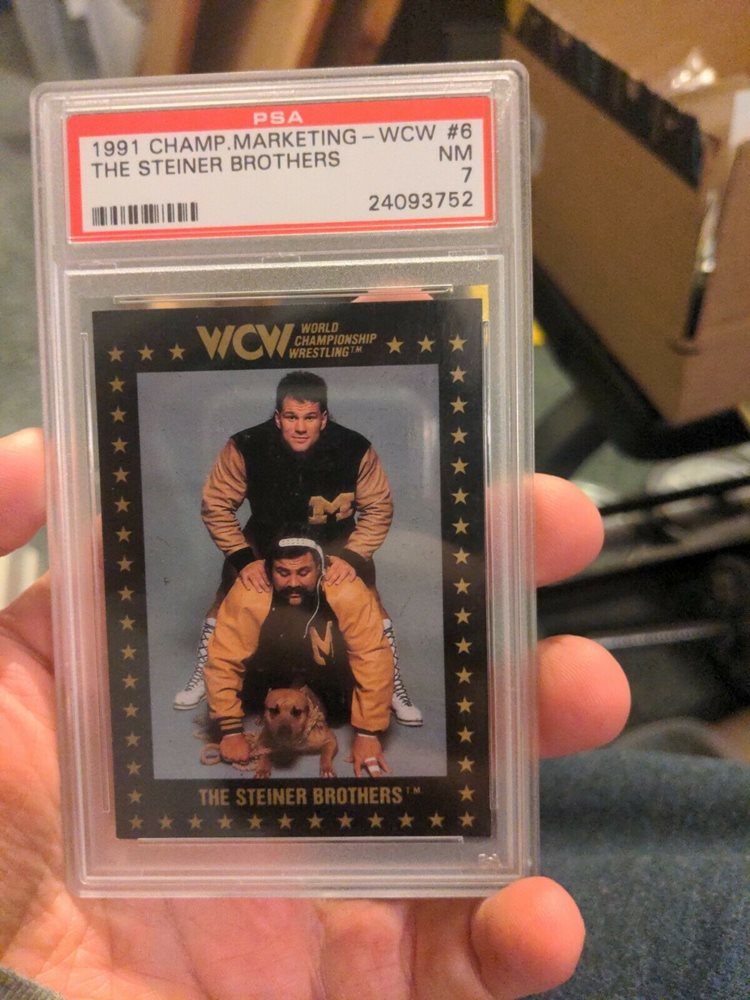 PSA
1991 CHAMP.MARKETING-WCW #6
THE STEINER BROTHERS NM
7
24093752
WCW WORLD
CHAMPIONSHIP
WRESTLING™
M
M
THE STEINER BROTHERS™